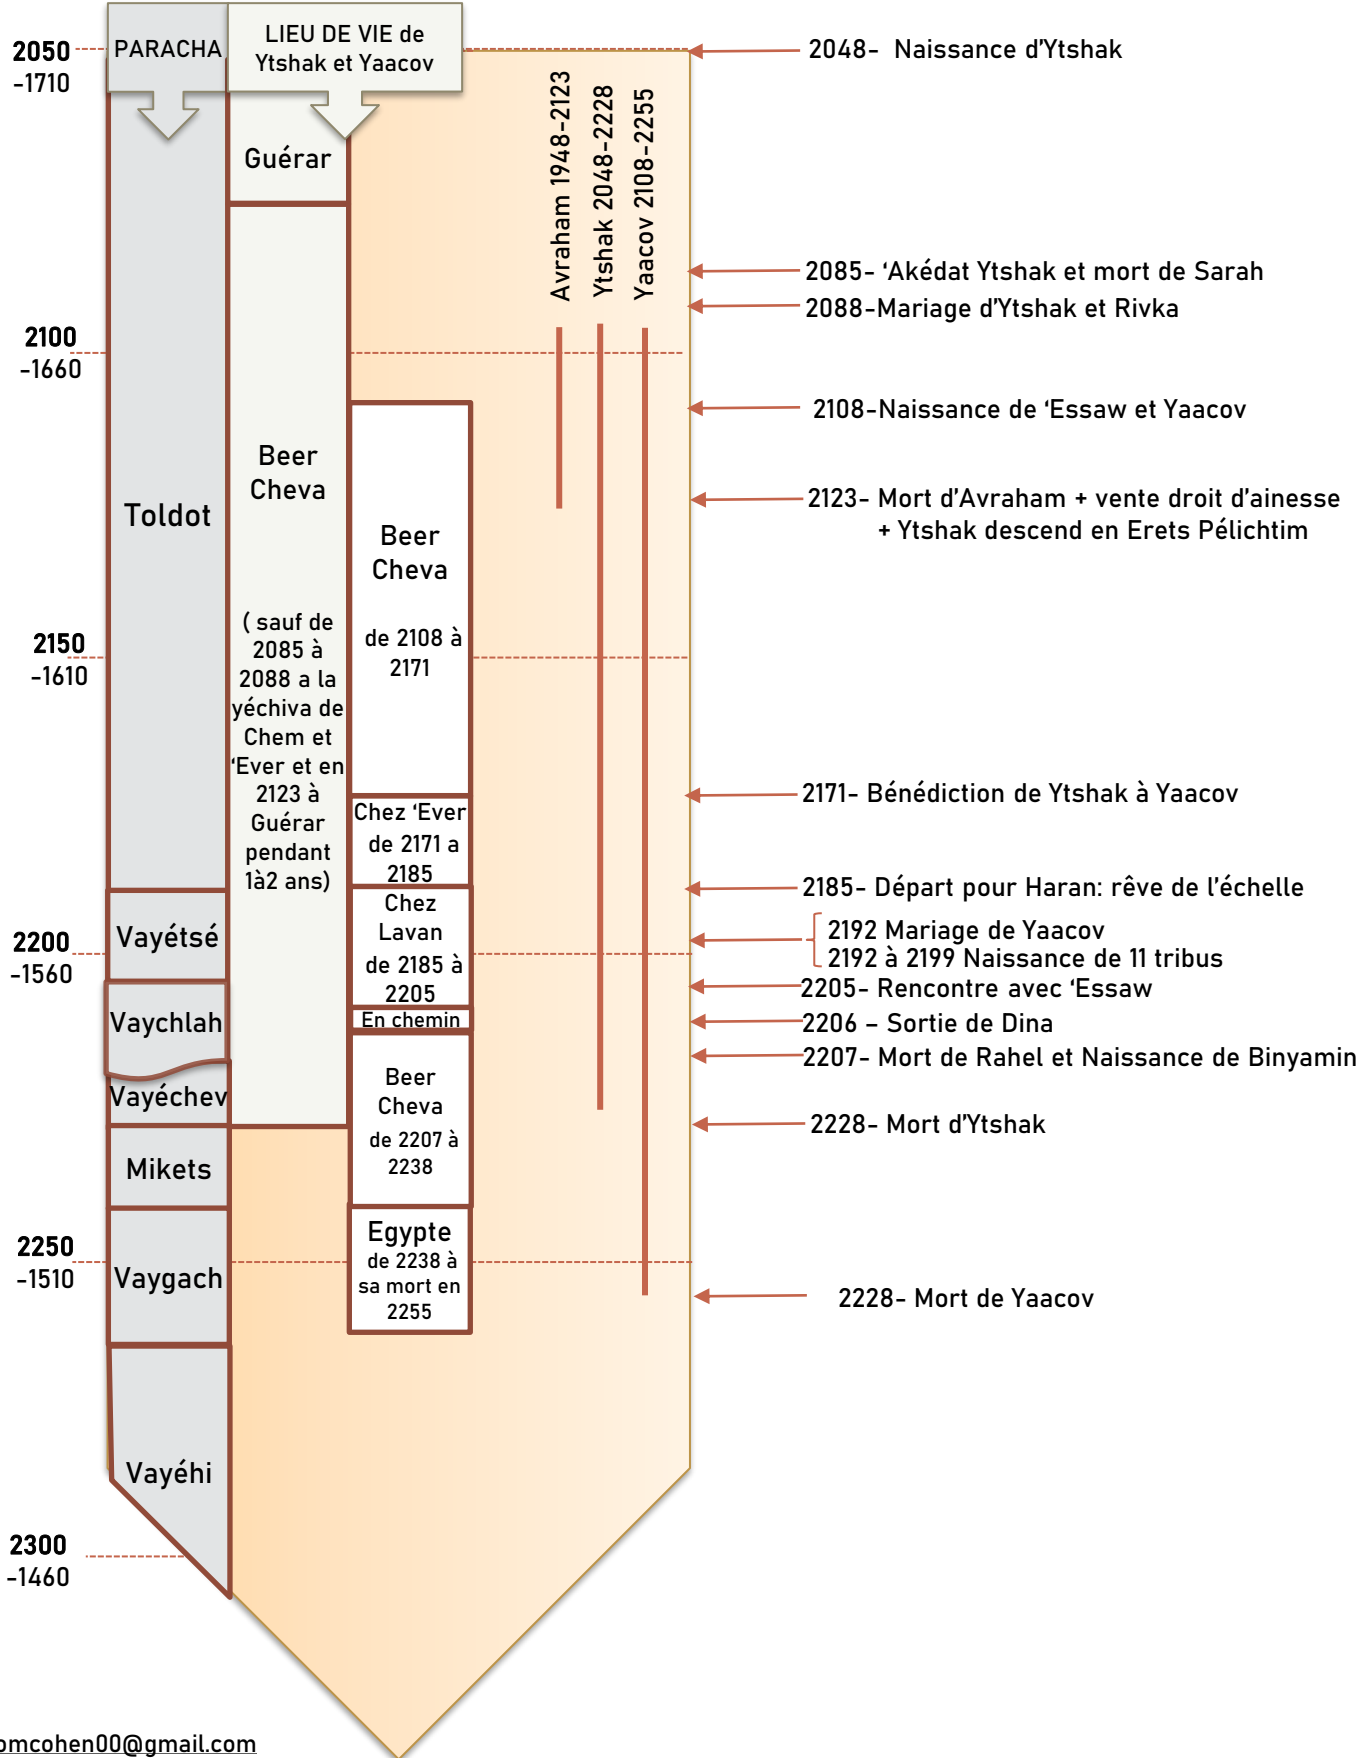 PARACHA
LIEU DE VIE de
Ytshak et Yaacov
2050
-1710
2100
-1660
2150
-1610
2200
-1560
2250
-1510
2300
-1460
Toldot
Vayétsé
Vaychlah
Vayéchev
Mikets
Vaygach
Vayéhi
Guérar
Beer
Cheva
( sauf de
2085 à
2088 a la
yéchiva de
Chem et
‘Ever et en
2123 à
Guérar
pendant
1à2 ans)
Beer
Cheva
de 2108 à
2171
Chez ‘Ever
de 2171 a
2185
Chez
Lavan
de 2185 à
2205
En chemin
Beer
Cheva
de 2207 à
2238
Egypte
de 2238 à
sa mort en
2255
Avraham 1948-2123
Ytshak 2048-2228
Yaacov 2108-2255
2048- Naissance d’Ytshak
2085- ‘Akédat Ytshak et mort de Sarah
2088-Mariage d’Ytshak et Rivka
2108-Naissance de ‘Essaw et Yaacov
2123- Mort d’Avraham + vente droit d’ainesse
+ Ytshak descend en Erets Pélichtim
2171- Bénédiction de Ytshak à Yaacov
2185- Départ pour Haran: rêve de l’échelle
2192 Mariage de Yaacov
2192 à 2199 Naissance de 11 tribus
2205- Rencontre avec ‘Essaw
2206 – Sortie de Dina
2207- Mort de Rahel et Naissance de Binyamin
2228- Mort d’Ytshak
2228- Mort de Yaacov
omcohen00@gmail.com